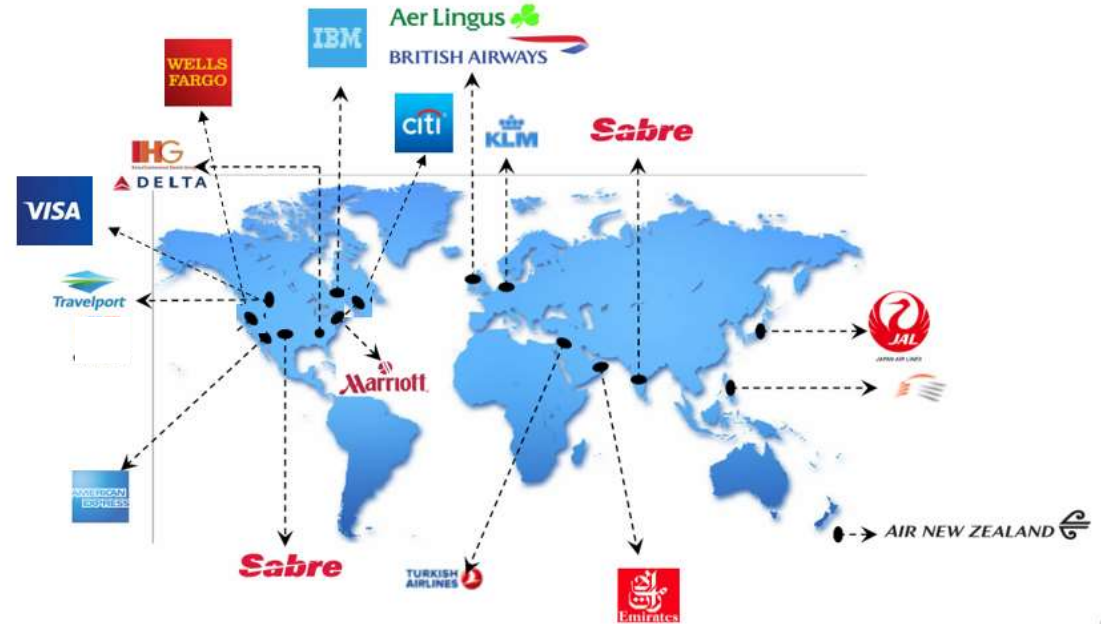 Aer Lingus
IBM
BRITISH AIRWAYS
WELLS
FARGO
citi
KLM
Sabre
IHG
DELTA
VISA
Travelport
JAL
JAPAN AIRLINES
Marriott
AMERICAN
EXPRESS
AIR NEW ZEALAND
Sabre
TURKISH
AIRLINES
Emirates